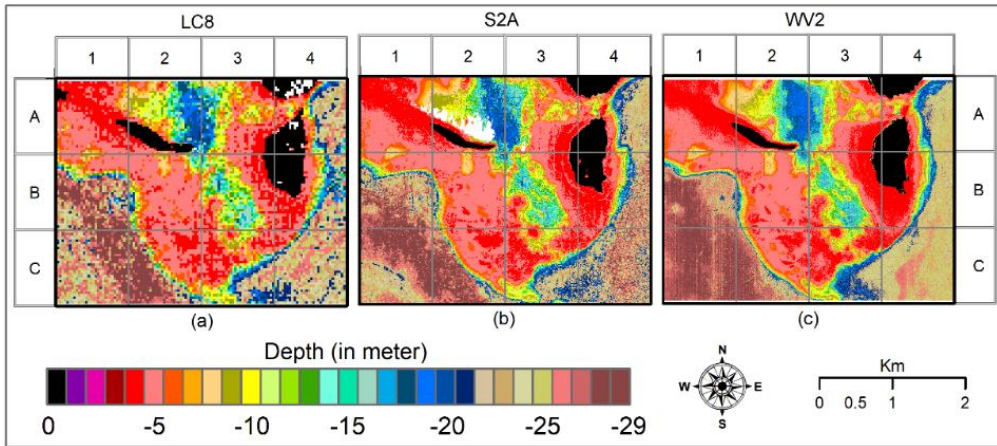 LC8 S2A WV2
1 2 3 4 1 2 3 4 1 2 3 4
A A
B B
C C
(a) (b) (c)
Depth (in meter)
0 -5 -10 -15 -20 -25 -29
N
W E
S
Km
0 0.5 1 2